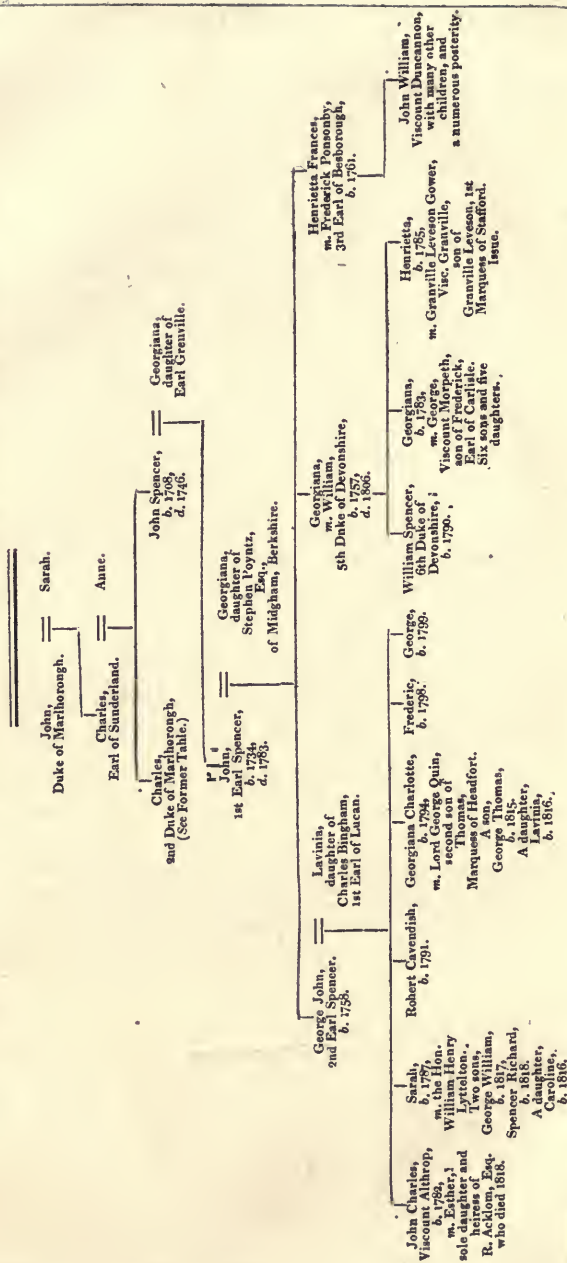 John,
Duke of Marlhorough.
Sarah.
Charles,
Earl of Sunderland.
Anne.
Charles,
2nd Duke of Marlhorough,
(See Former Table.)
John Spencer,
b. 1708,
d. 1746.
Georgiana,
daughter of
Earl Grenville.
John,
1st Earl Spencer,
b. 1734,
d. 1783.
Georgiana,
daughter of
Stephen Poyntz,
Esq.,
of Midgham, Berkshire.
George John,
2nd Earl Spencer.
b. 1758.
Lavinia,
daughter of
Charles Bingham,
1st Earl of Lucan.
Georgiana,
m. William,
5th Duke of Devonshire,
b. 1757,
d. 1806.
Henrietta Frances,
m. Frederick Ponsonby,
3rd Earl of Besborough,
b. 1761.
John Charles,
Viscount Althrop,
b. 1782,
m. Esther,
sole daughter and
heiress of
R. Acklom, Esq.
who died 1818.
Sarah,
b. 1787,
m. the Hon.
William Henry
Lyttelton.
Two sons,
George William,
b. 1817,
Spencer Richard,
b. 1818.
A daughter,
Caroline,
b. 1816.
Robert Cavendish,
b. 1791.
Georgiana Charlotte,
b. 1794,
m. Lord George Quin,
second son of
Thomas,
Marquess of Headfort.
A son,
George Thomas,
b. 1815.
A daughter,
Lavinia,
b. 1816.
Frederic,
b. 1798.
George,
b. 1799.
William Spencer,
6th Duke of
Devonshire,
b. 1790.
Georgiana,
b. 1783,
m. George,
Viscount Morpeth,
son of Frederick,
Earl of Carlisle.
Six sons and five
daughters.
Henrietta,
b. 1785,
m. Granville Leveson Gower,
Visc. Granville,
son of
Granville Leveson, 1st
Marquess of Stafford.
Issue.
John William,
Viscount Duncannon,
with many other
children, and
a numerous posterity.